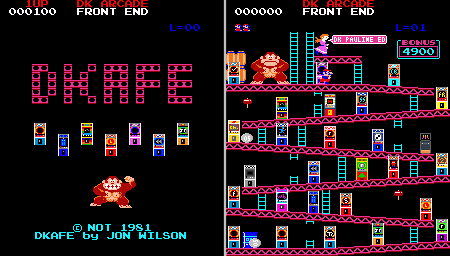 1UP DK ARCADE
000100 FRONT END
L=00
DKAFE
© NOT 1981
DKAFE by JON WILSON
DK ARCADE
000000 FRONT END
L=01
DK PAULINE ED
BONUS
4900